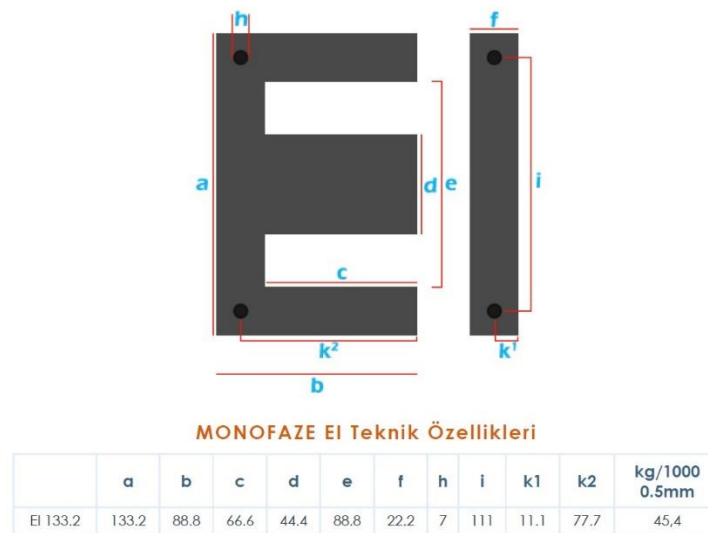 h
f
a
d
e
i
c
k²
k¹
b
MONOFAZE EI Teknik Özellikleri
a b c d e f h i k1 k2 kg/1000 0.5mm
EI 133.2 133.2 88.8 66.6 44.4 88.8 22.2 7 111 11.1 77.7 45,4